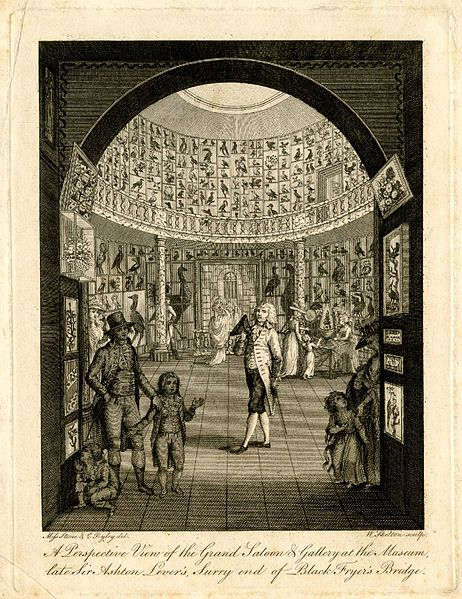 Miss Stone & C. Ryley del. W. Skelton sculp.
A Perspective View of the Grand Saloon & Gallery at the Museum,
late Sir Ashton Lever's, Surry end of Black Fryer's Bridge.